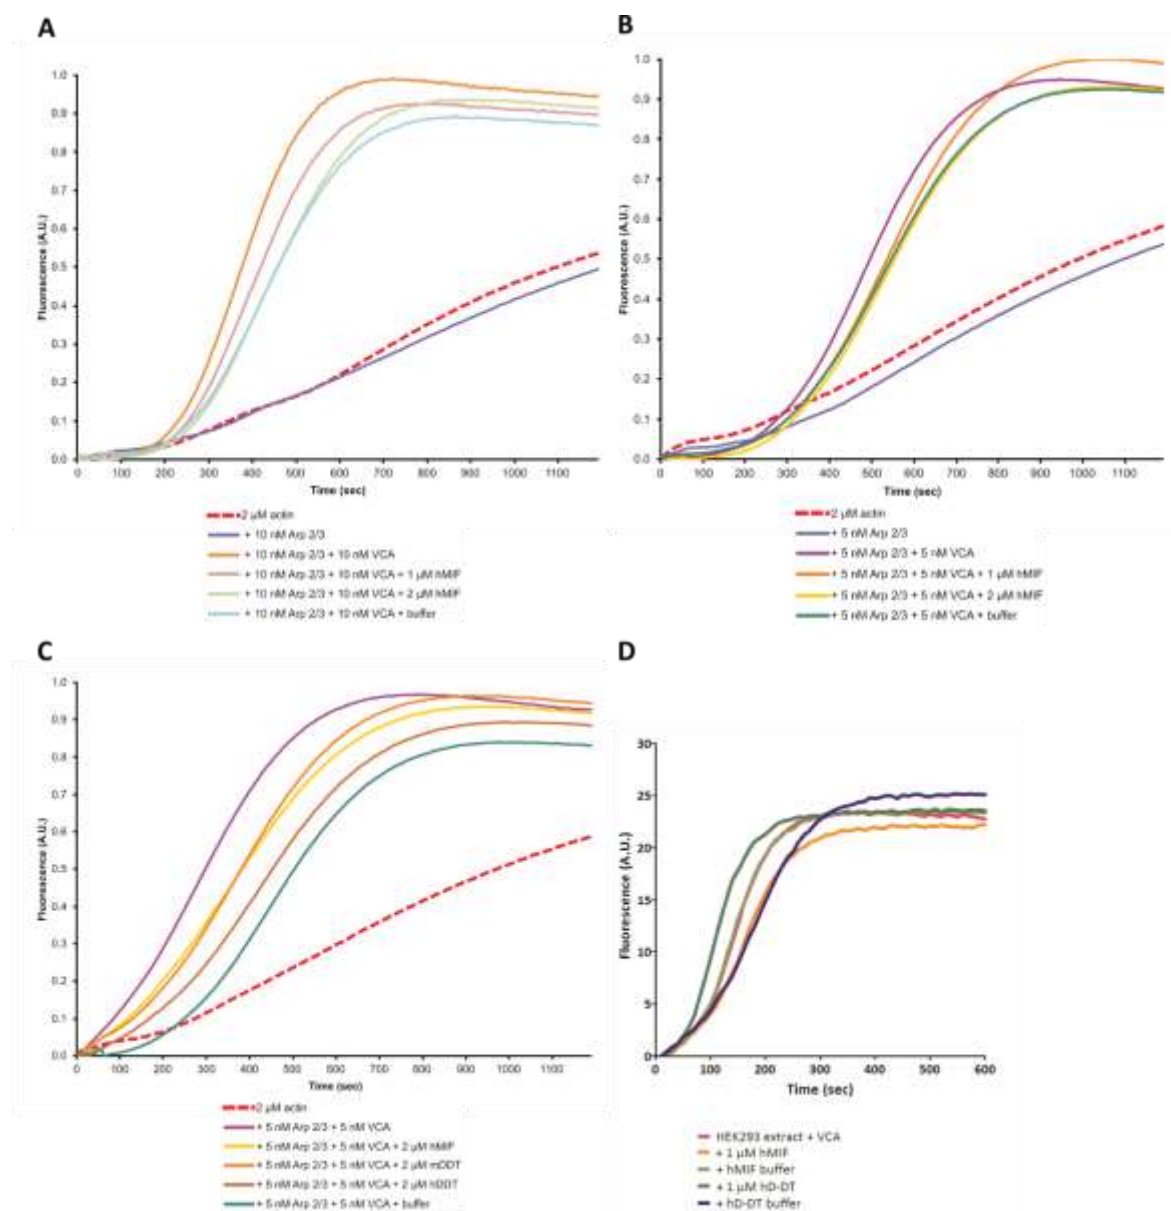 A
1.0
0.9
0.8
0.7
0.6
0.5
0.4
0.3
0.2
0.1
0.0
Fluorescence (A.U.)
0 100 200 300 400 500 600 700 800 900 1000 1100
Time (sec)
2 µM actin
+ 10 nM Arp 2/3
+ 10 nM Arp 2/3 + 10 nM VCA
+ 10 nM Arp 2/3 + 10 nM VCA + 1 µM hMIF
+ 10 nM Arp 2/3 + 10 nM VCA + 2 µM hMIF
+ 10 nM Arp 2/3 + 10 nM VCA + buffer
B
1.0
0.9
0.8
0.7
0.6
0.5
0.4
0.3
0.2
0.1
0.0
Fluorescence (A.U.)
0 100 200 300 400 500 600 700 800 900 1000 1100
Time (sec)
2 µM actin
+ 5 nM Arp 2/3
+ 5 nM Arp 2/3 + 5 nM VCA
+ 5 nM Arp 2/3 + 5 nM VCA + 1 µM hMIF
+ 5 nM Arp 2/3 + 5 nM VCA + 2 µM hMIF
+ 5 nM Arp 2/3 + 5 nM VCA + buffer
C
1.0
0.9
0.8
0.7
0.6
0.5
0.4
0.3
0.2
0.1
0.0
Fluorescence (A.U.)
0 100 200 300 400 500 600 700 800 900 1000 1100
Time (sec)
2 µM actin
+ 5 nM Arp 2/3 + 5 nM VCA
+ 5 nM Arp 2/3 + 5 nM VCA + 2 µM hMIF
+ 5 nM Arp 2/3 + 5 nM VCA + 2 µM mDDT
+ 5 nM Arp 2/3 + 5 nM VCA + 2 µM hDDT
+ 5 nM Arp 2/3 + 5 nM VCA + buffer
D
30
25
20
15
10
5
0
Fluorescence (A.U.)
0 100 200 300 400 500 600
Time (sec)
HEK293 extract + VCA
+ 1 µM hMIF
+ hMIF buffer
+ 1 µM hD-DT
+ hD-DT buffer